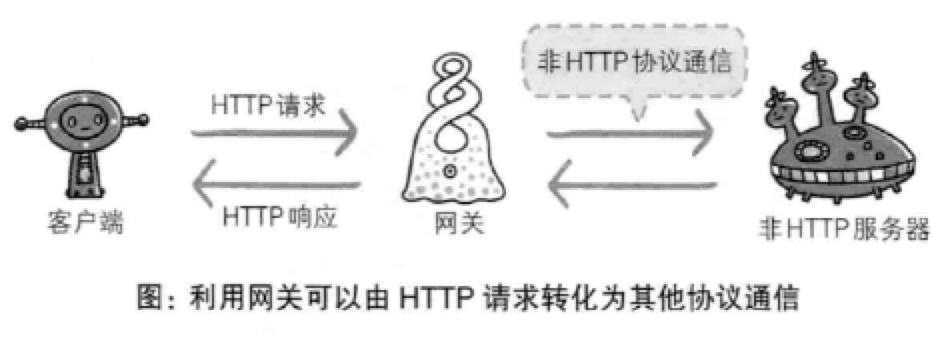 非HTTP协议通信
HTTP请求
HTTP响应
客户端
网关
非HTTP服务器
图：利用网关可以由 HTTP 请求转化为其他协议通信